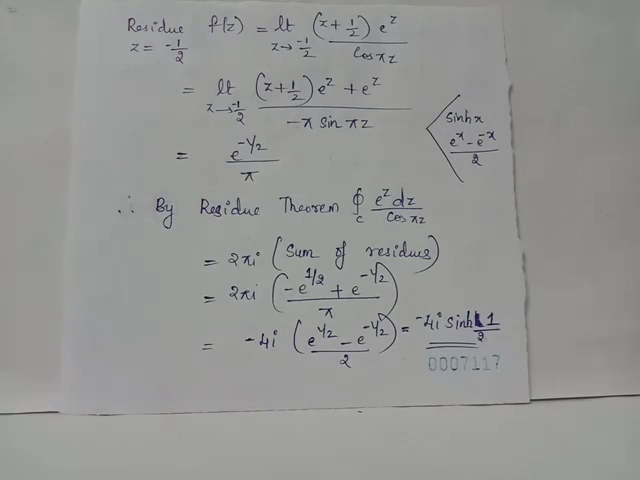 Residue f(z) = lt (z + 1/2) e^z / cos πz
z = -1/2 z → -1/2
= lt (z + 1/2) e^z + e^z / -π sin πz
z → -1/2
sinh x
e^x - e^-x / 2
= e^-1/2 / π
∴ By Residue Theorem ∮_C e^z dz / cos πz
= 2πi (Sum of residues)
= 2πi (-e^1/2 + e^-1/2 / π)
= -4i (e^1/2 - e^-1/2 / 2) = -4i sinh 1/2
0007117